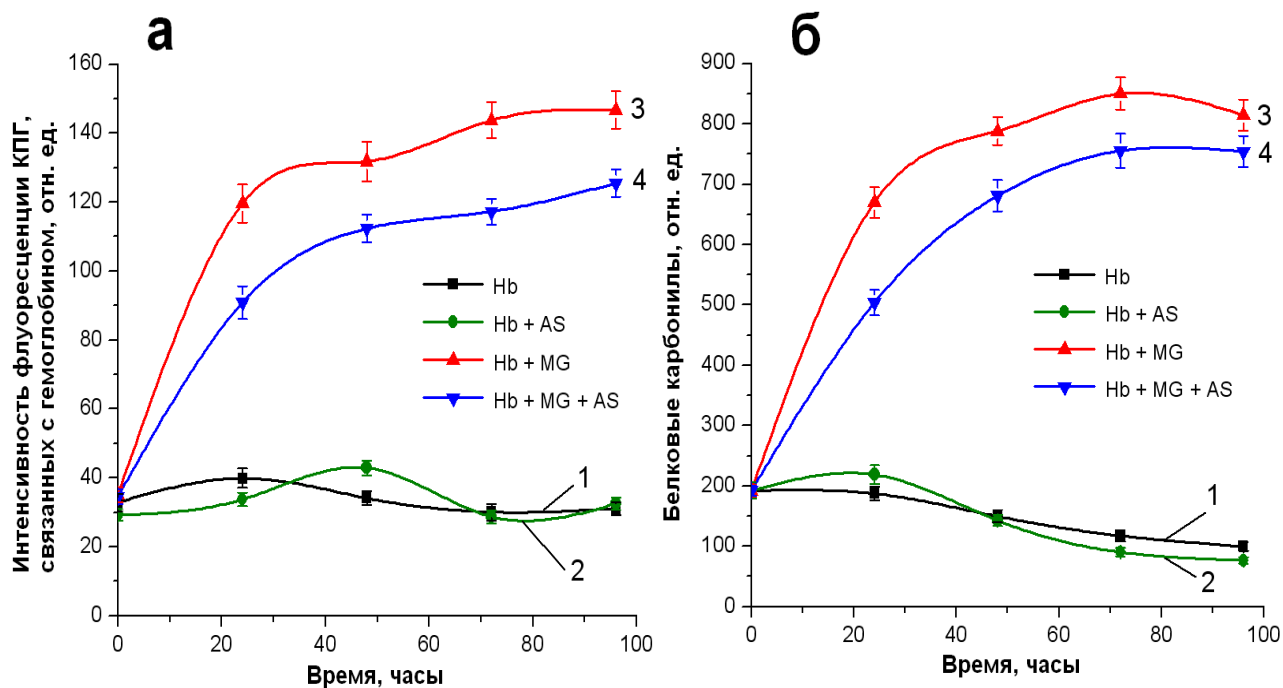 а
Интенсивность флуоресценции КПГ,
связанных с гемоглобином, отн. ед.
160
140
120
100
80
60
40
20
0
3
4
Hb
Hb + AS
Hb + MG
Hb + MG + AS
1
2
0 20 40 60 80 100
Время, часы
б
Белковые карбонилы, отн. ед.
900
800
700
600
500
400
300
200
100
0
3
4
Hb
Hb + AS
Hb + MG
Hb + MG + AS
1
2
0 20 40 60 80 100
Время, часы